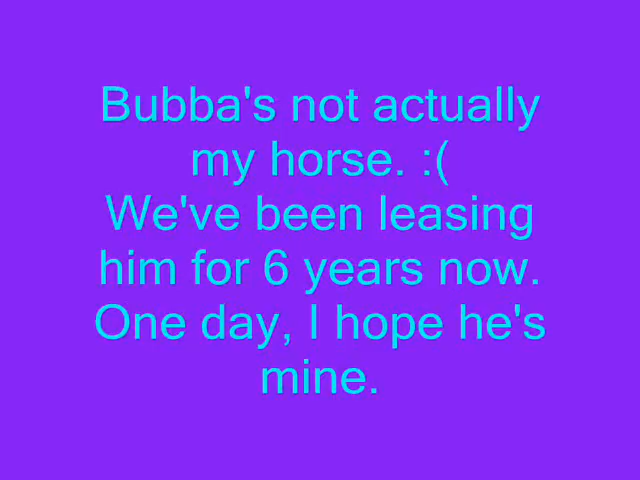 Bubba's not actually
my horse. :(
We've been leasing
him for 6 years now.
One day, I hope he's
mine.